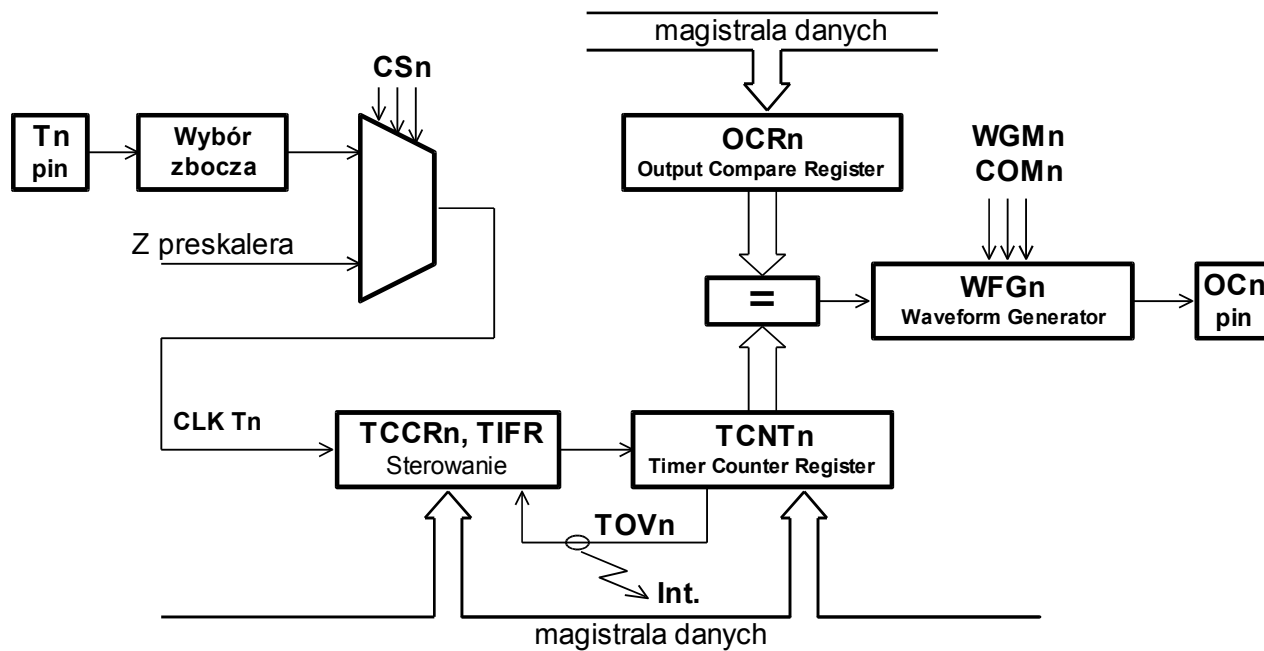 magistrala danych
CSn
Tn
pin
Wybór
zbocza
OCRn
Output Compare Register
WGMn
COMn
Z preskalera
=
WFGn
Waveform Generator
OCn
pin
CLK Tn
TCCRn, TIFR
Sterowanie
TCNTn
Timer Counter Register
TOVn
Int.
magistrala danych